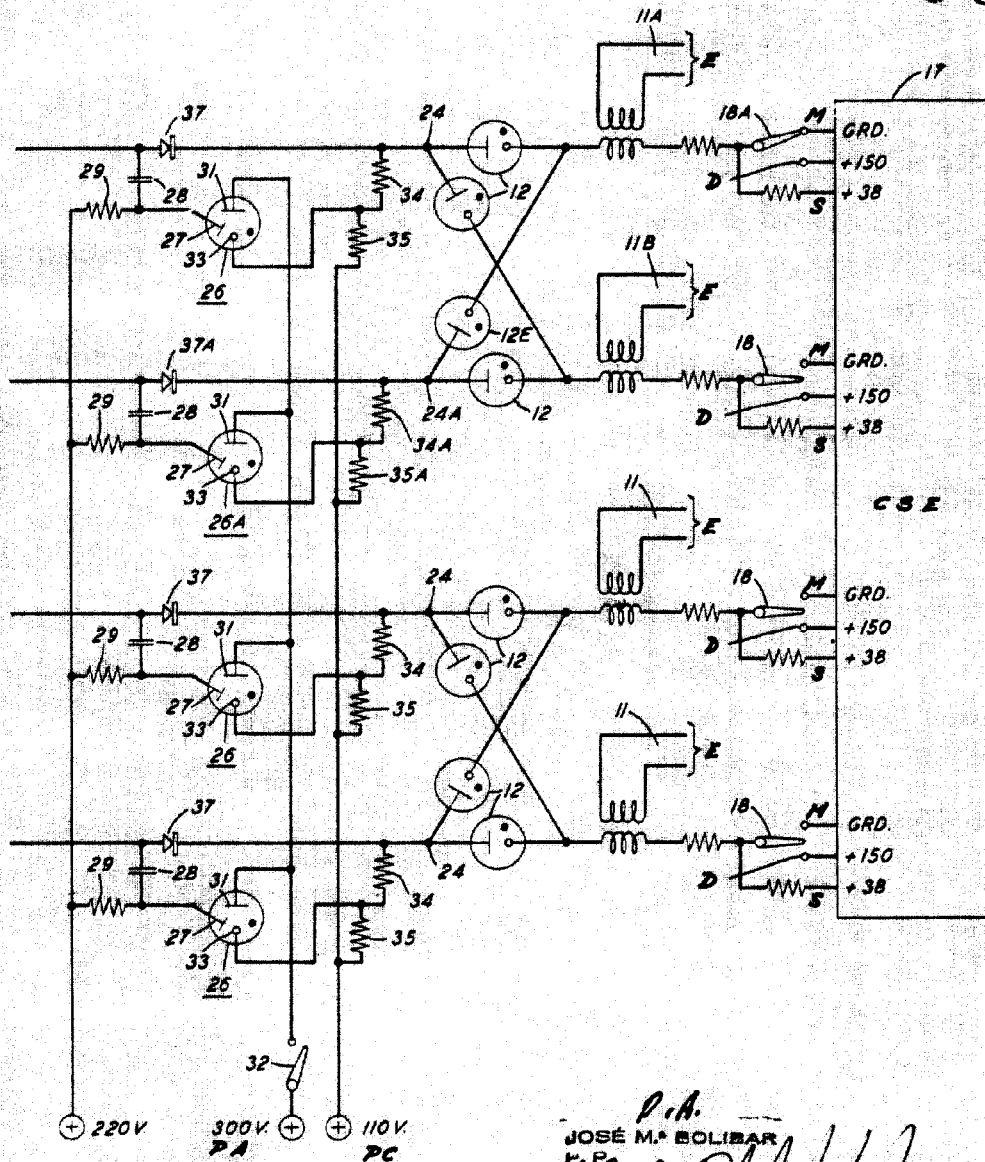 11A
E
17
37
24
12
18A
M
GRD.
D
+150
S
+38
29
28
31
27
33
26
34
35
11B
E
37A
12E
18
M
GRD.
D
+150
S
+38
29
28
31
27
33
26A
24A
12
34A
35A
CSE
11
E
37
24
12
18
M
GRD.
D
+150
S
+38
29
28
31
27
33
26
34
35
11
E
37
24
12
18
M
GRD.
D
+150
S
+38
29
28
31
27
33
26
34
35
32
220V.
300V.
110V.
PA
PC
P.A.
JOSÉ M.ª BOLIBAR
P. P.